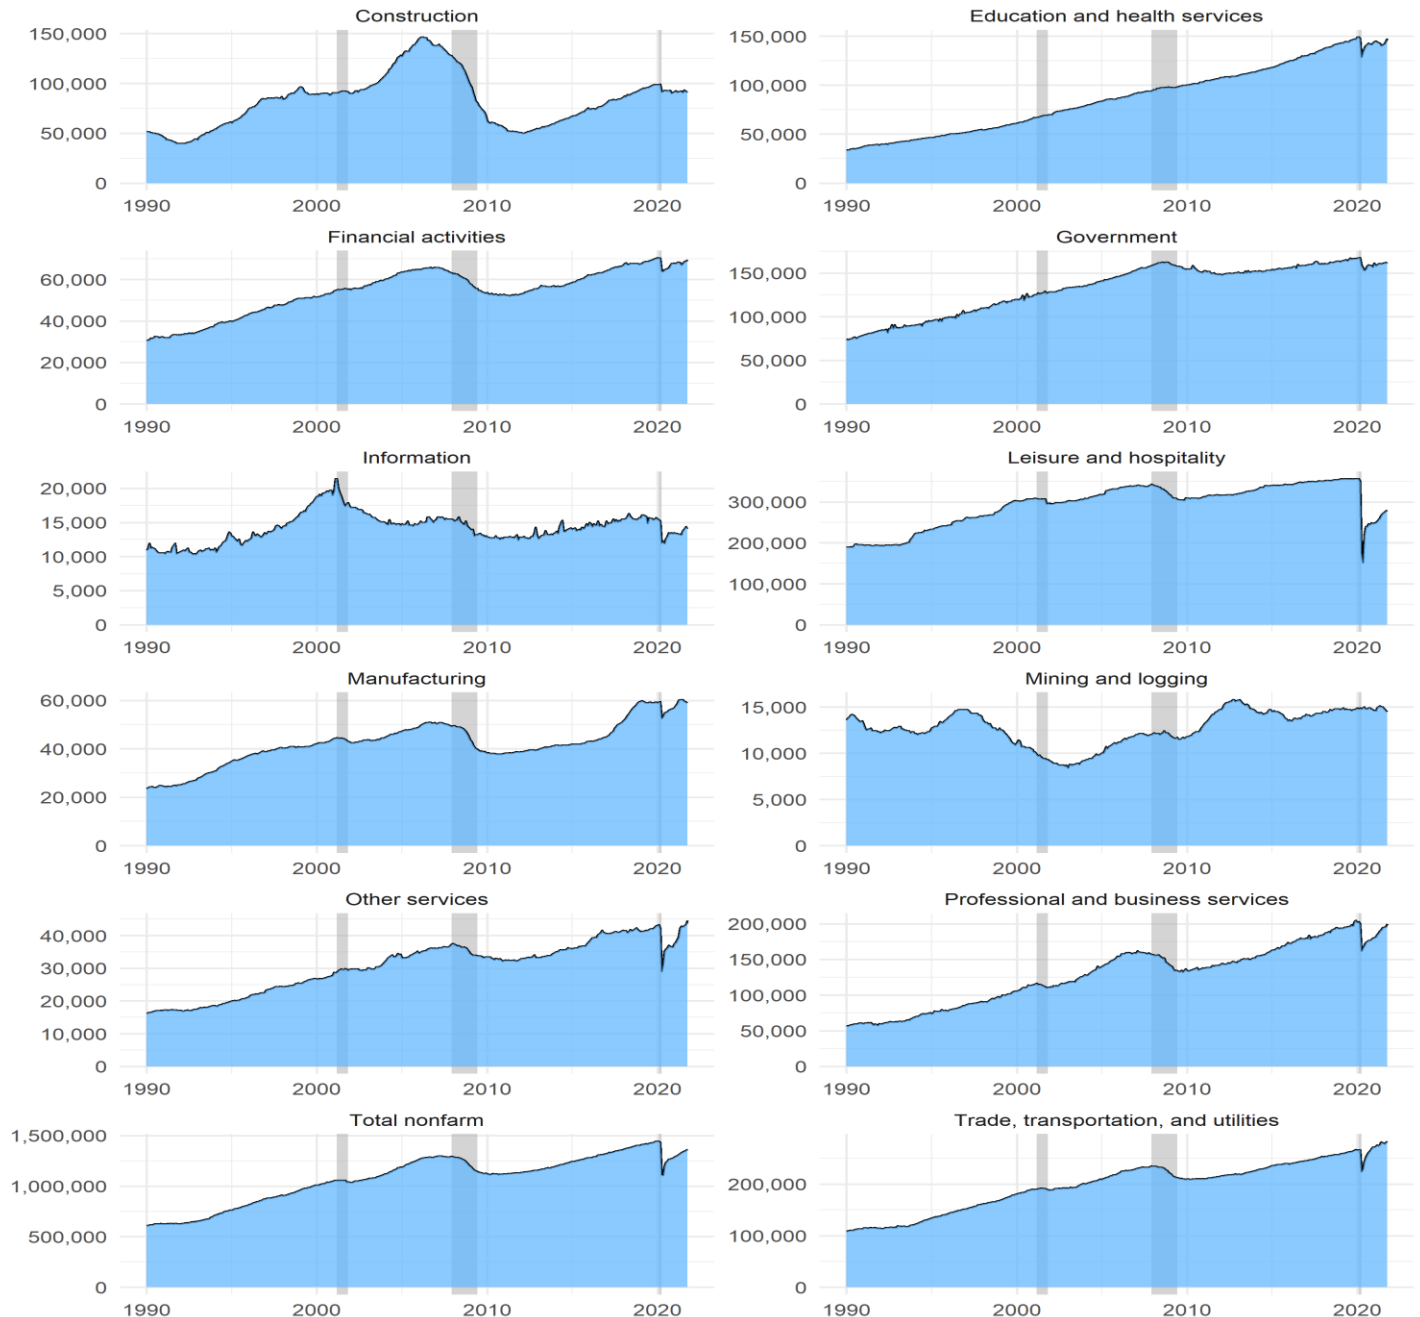 Construction
150,000
100,000
50,000
0
1990 2000 2010 2020
Education and health services
150,000
100,000
50,000
0
1990 2000 2010 2020
Financial activities
60,000
40,000
20,000
0
1990 2000 2010 2020
Government
150,000
100,000
50,000
0
1990 2000 2010 2020
Information
20,000
15,000
10,000
5,000
0
1990 2000 2010 2020
Leisure and hospitality
300,000
200,000
100,000
0
1990 2000 2010 2020
Manufacturing
60,000
40,000
20,000
0
1990 2000 2010 2020
Mining and logging
15,000
10,000
5,000
0
1990 2000 2010 2020
Other services
40,000
30,000
20,000
10,000
0
1990 2000 2010 2020
Professional and business services
200,000
150,000
100,000
50,000
0
1990 2000 2010 2020
Total nonfarm
1,500,000
1,000,000
500,000
0
1990 2000 2010 2020
Trade, transportation, and utilities
200,000
100,000
0
1990 2000 2010 2020